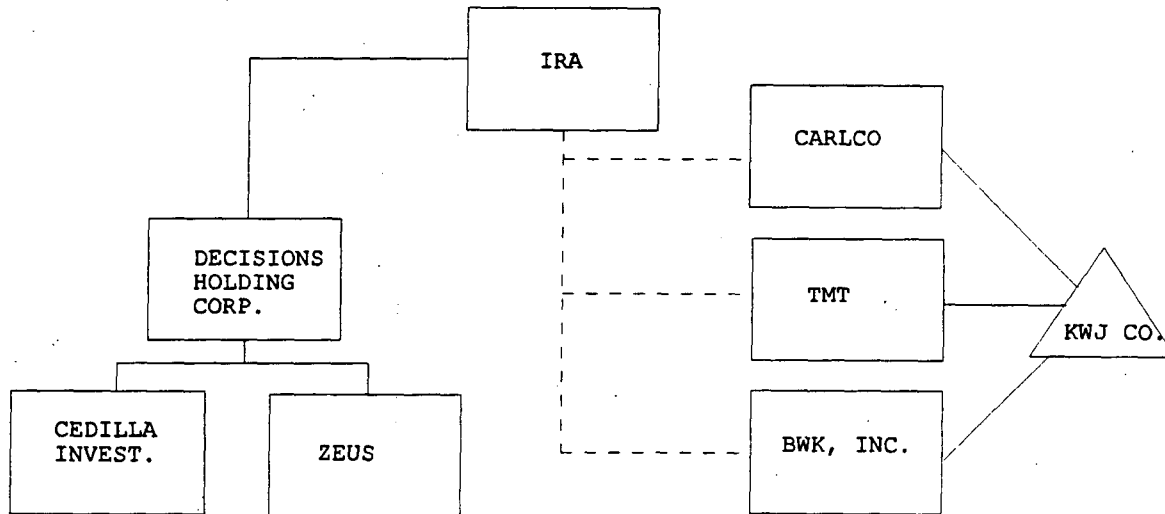 IRA
CARLCO
DECISIONS
HOLDING
CORP.
TMT
KWJ CO.
CEDILLA
INVEST.
ZEUS
BWK, INC.